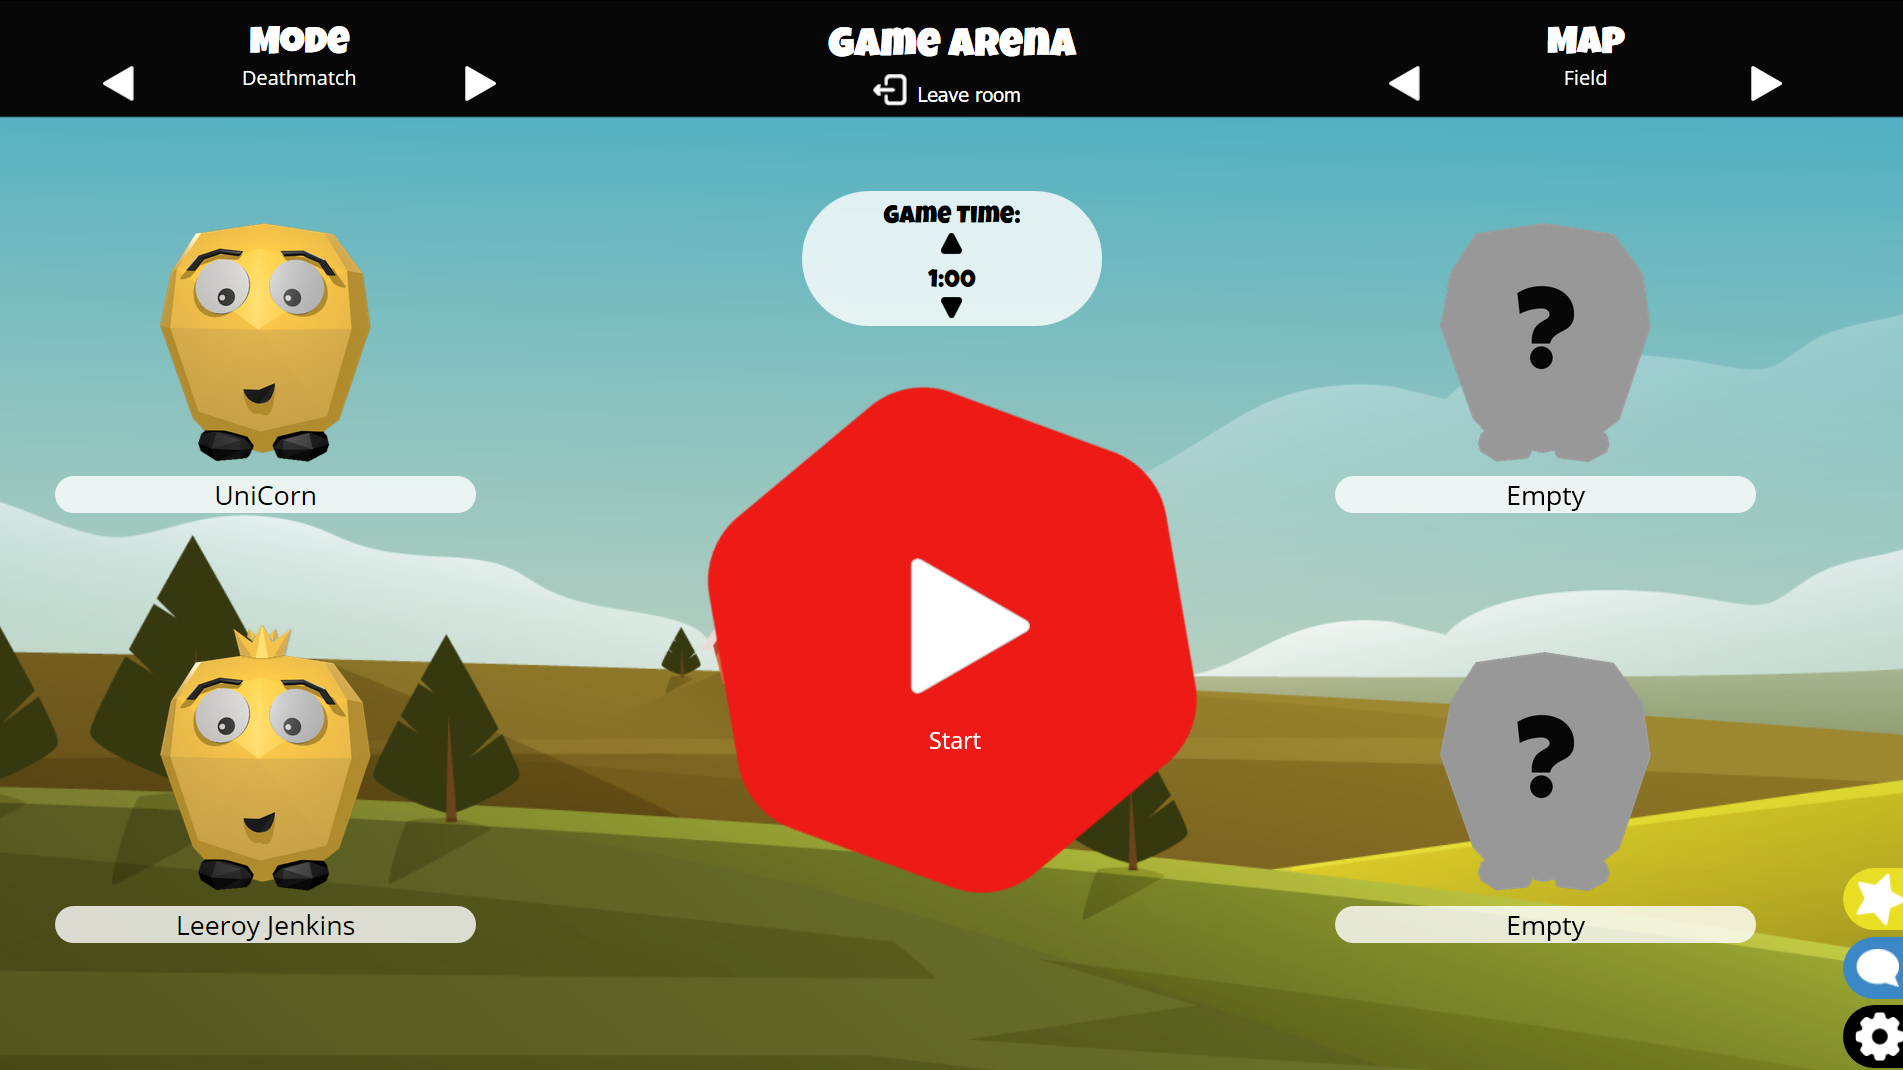 Mode
Deathmatch
Game Arena
Leave room
Map
Field
Game Time:
1:00
?
UniCorn
Empty
Start
?
Leeroy Jenkins
Empty